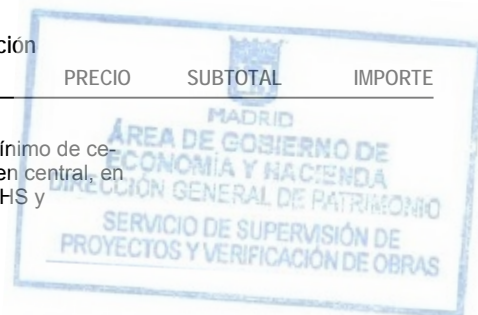 ción
PRECIO SUBTOTAL IMPORTE
MADRID
ÁREA DE GOBIERNO DE
ECONOMÍA Y HACIENDA
DIRECCIÓN GENERAL DE PATRIMONIO
SERVICIO DE SUPERVISIÓN DE
PROYECTOS Y VERIFICACIÓN DE OBRAS
ínimo de ce-
en central, en
HS y